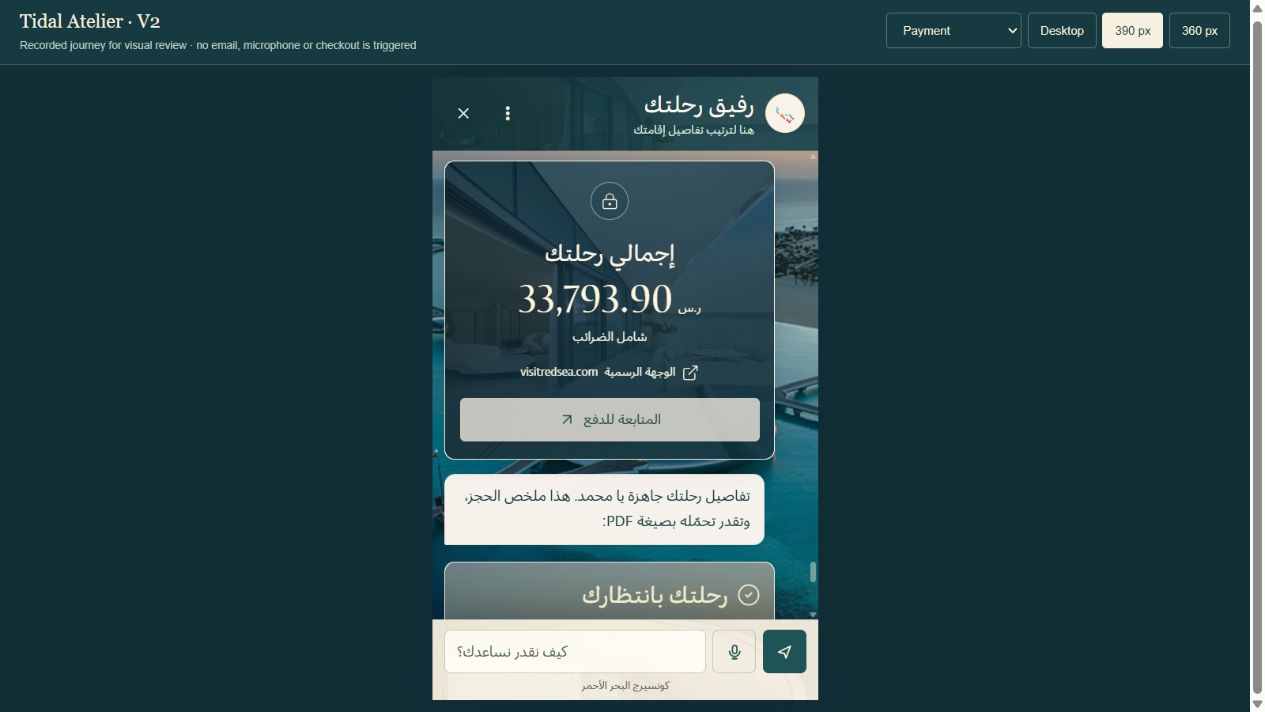 Tidal Atelier · V2
Recorded journey for visual review · no email, microphone or checkout is triggered
Payment
Desktop
390 px
360 px
رفيق رحلتك
هنا لترتيب تفاصيل إقامتك
إجمالي رحلتك
33,793.90 ر.س
شامل الضرائب
الوجهة الرسمية visitredsea.com
المتابعة للدفع
تفاصيل رحلتك جاهزة يا محمد. هذا ملخص الحجز،
وتقدر تحمّله بصيغة PDF:
رحلتك بانتظارك
كيف نقدر نساعدك؟
كونسيرج البحر الأحمر